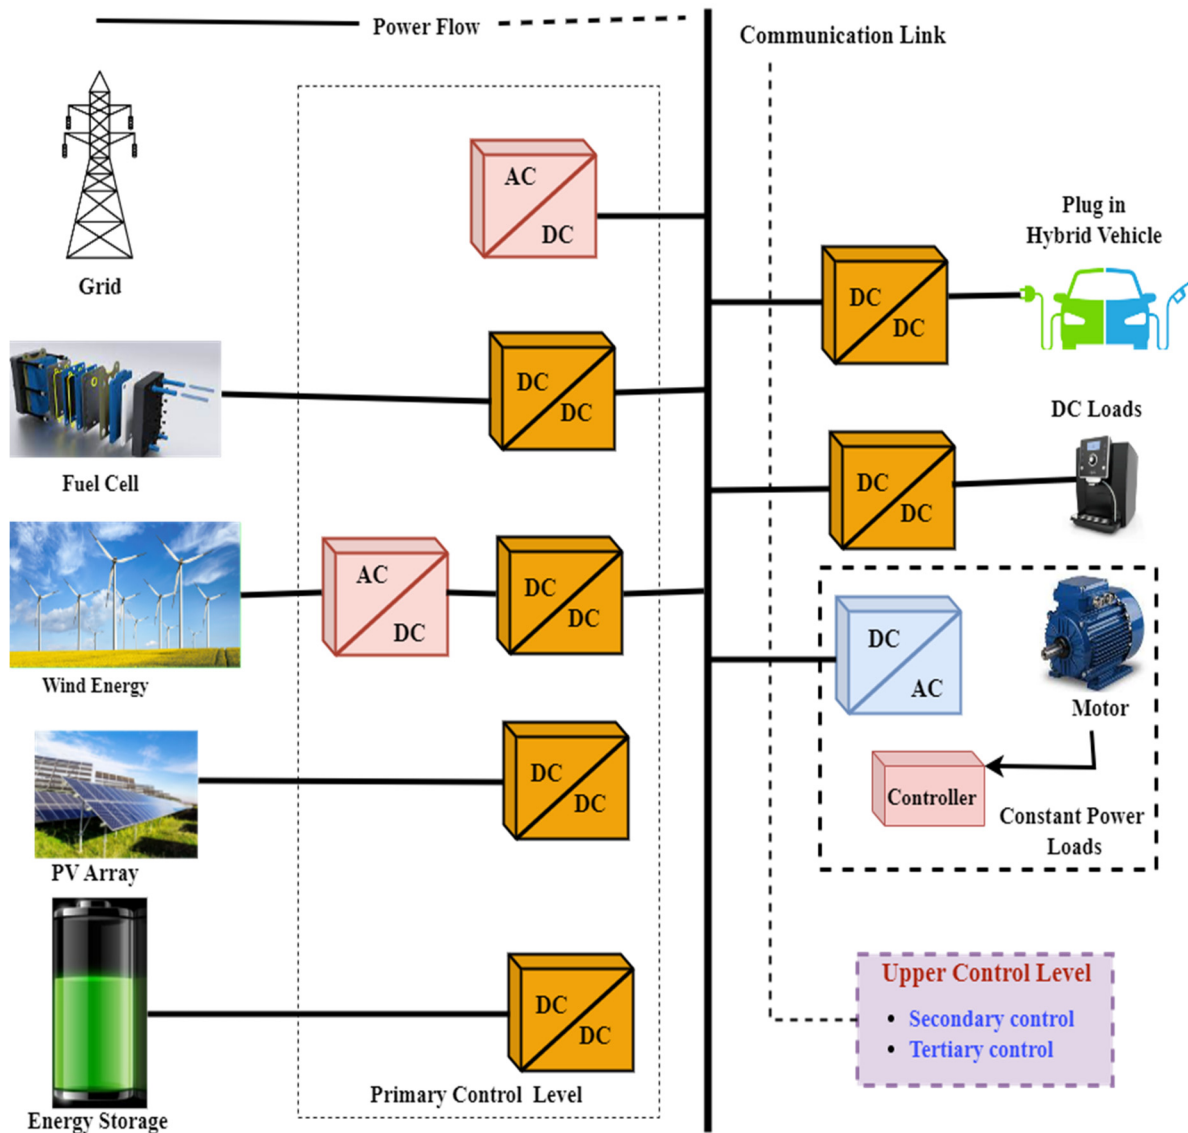 Power Flow
Communication Link
Grid
AC
DC
Plug in
Hybrid Vehicle
DC
DC
Fuel Cell
DC
DC
DC Loads
DC
DC
Wind Energy
AC
DC
DC
DC
DC
AC
Motor
Controller
Constant Power
Loads
PV Array
DC
DC
Energy Storage
DC
DC
Primary Control Level
Upper Control Level
• Secondary control
• Tertiary control